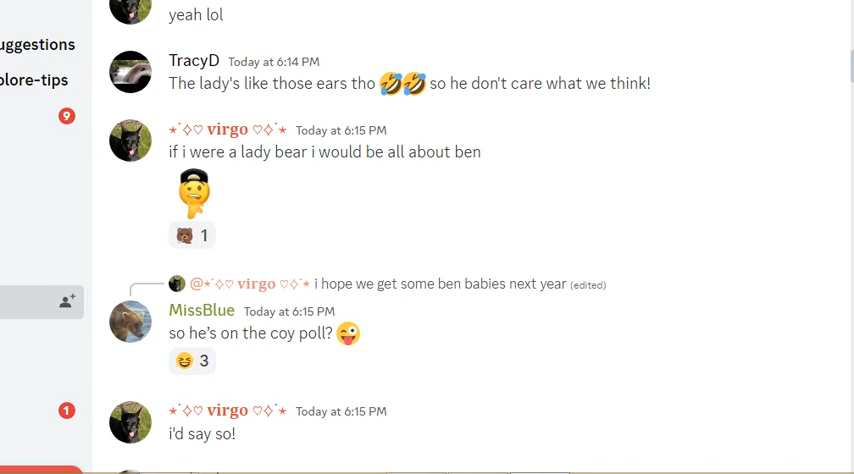 yeah lol
uggestions
plore-tips
TracyD Today at 6:14 PM
The lady's like those ears tho 🤣🤣 so he don't care what we think!
9
⋆˙✧♡ virgo ♡✧˙⋆ Today at 6:15 PM
if i were a lady bear i would be all about ben
1
@⋆˙✧♡ virgo ♡✧˙⋆ i hope we get some ben babies next year (edited)
MissBlue Today at 6:15 PM
so he's on the coy poll? 😜
😆 3
1
⋆˙✧♡ virgo ♡✧˙⋆ Today at 6:15 PM
i'd say so!